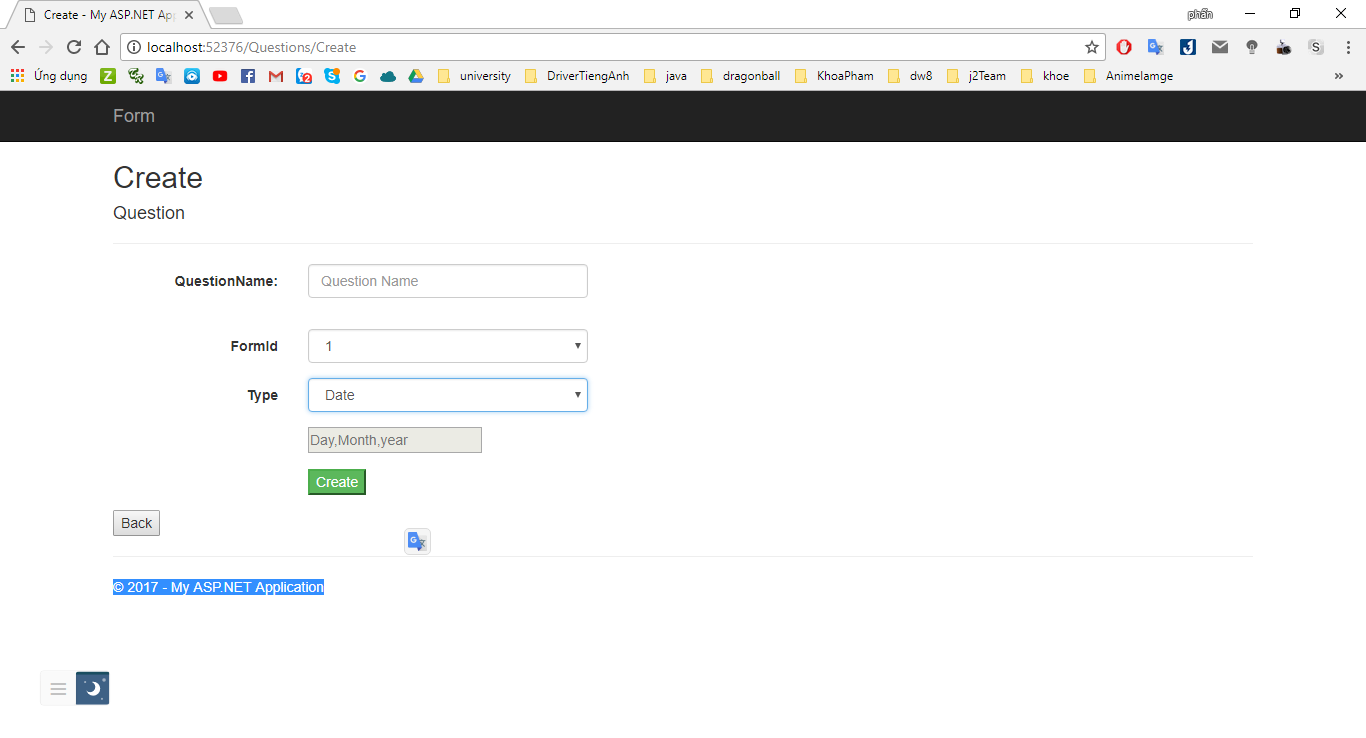 Create - My ASP.NET Ap
phấn
localhost:52376/Questions/Create
Ứng dụng university DriverTiengAnh java dragonball KhoaPham dw8 j2Team khoe Animelamge
Form
Create
Question
QuestionName: Question Name
FormId 1
Type Date
Day,Month,year
Create
Back
© 2017 - My ASP.NET Application